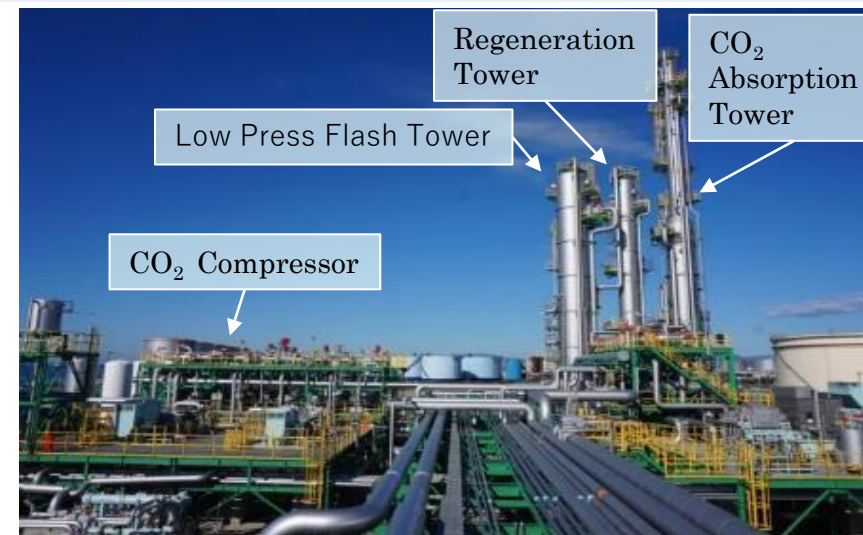 Regeneration
Tower
CO₂
Absorption
Tower
Low Press Flash Tower
CO₂ Compressor